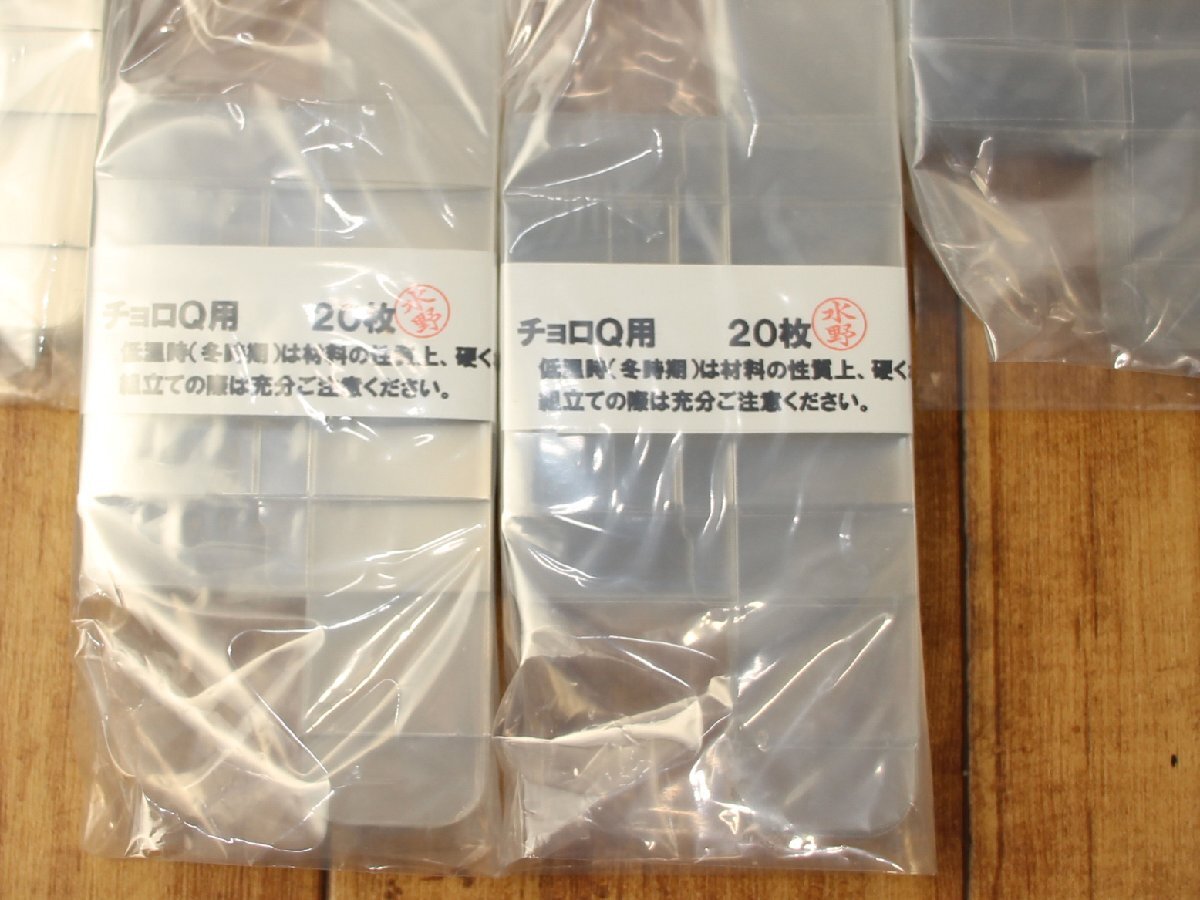 チョロQ用 20枚 水野
低温時(冬時期)は材料の性質上、硬く
組立ての際は充分ご注意ください。
チョロQ用 20枚 水野
低温時(冬時期)は材料の性質上、硬く
組立ての際は充分ご注意ください。